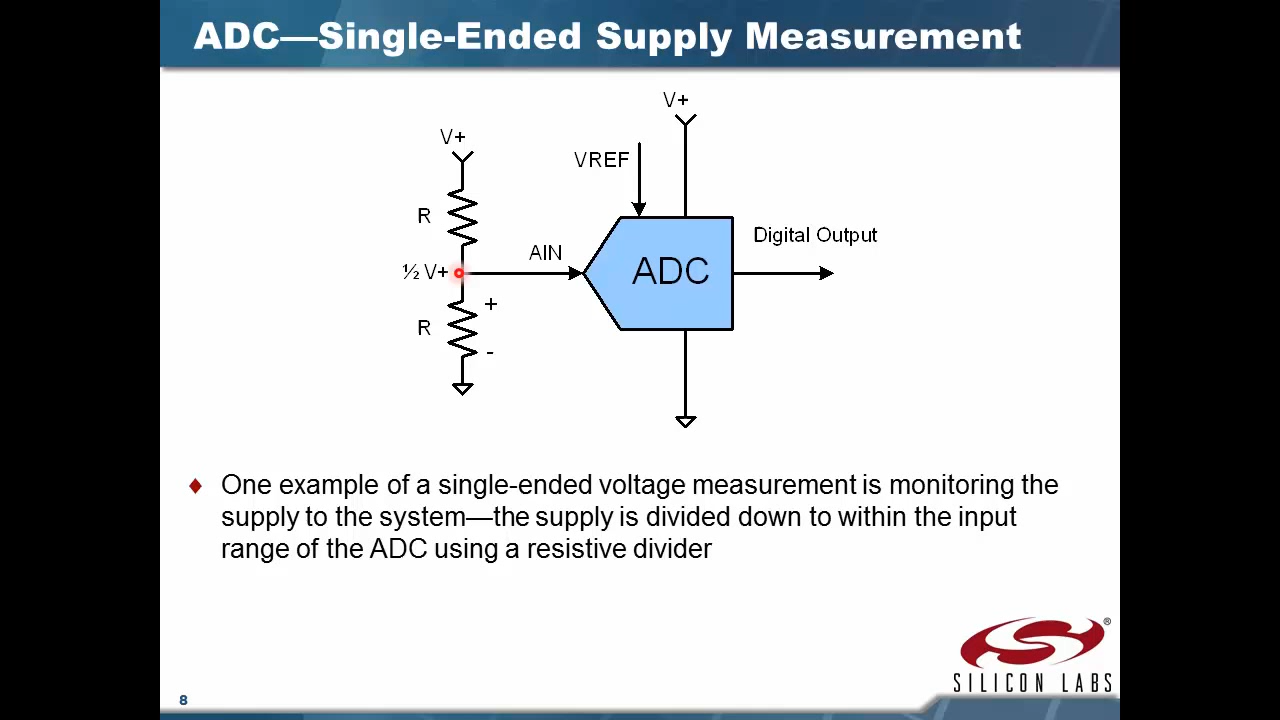 ADC—Single-Ended Supply Measurement
V+
V+
VREF
R
Digital Output
AIN
½ V+
ADC
+
R
-
♦ One example of a single-ended voltage measurement is monitoring the
supply to the system—the supply is divided down to within the input
range of the ADC using a resistive divider
®
SILICON LABS
8